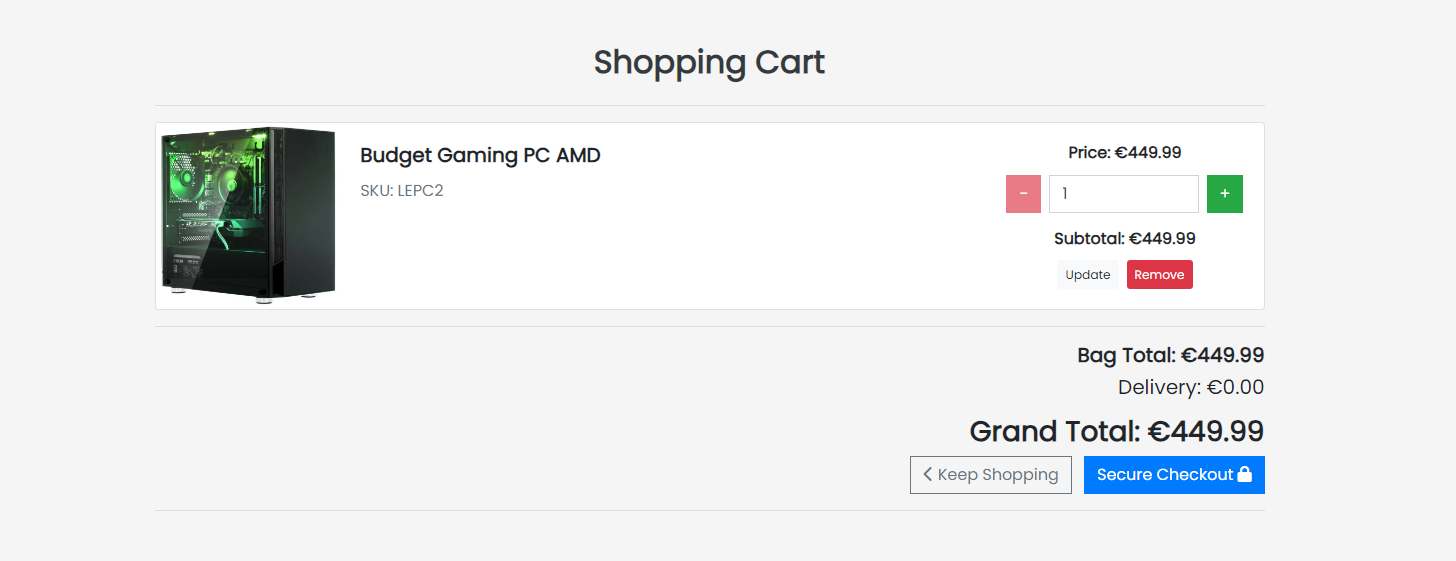 Shopping Cart
Budget Gaming PC AMD
SKU: LEPC2
Price: €449.99
− 1 +
Subtotal: €449.99
Update Remove
Bag Total: €449.99
Delivery: €0.00
Grand Total: €449.99
Keep Shopping Secure Checkout